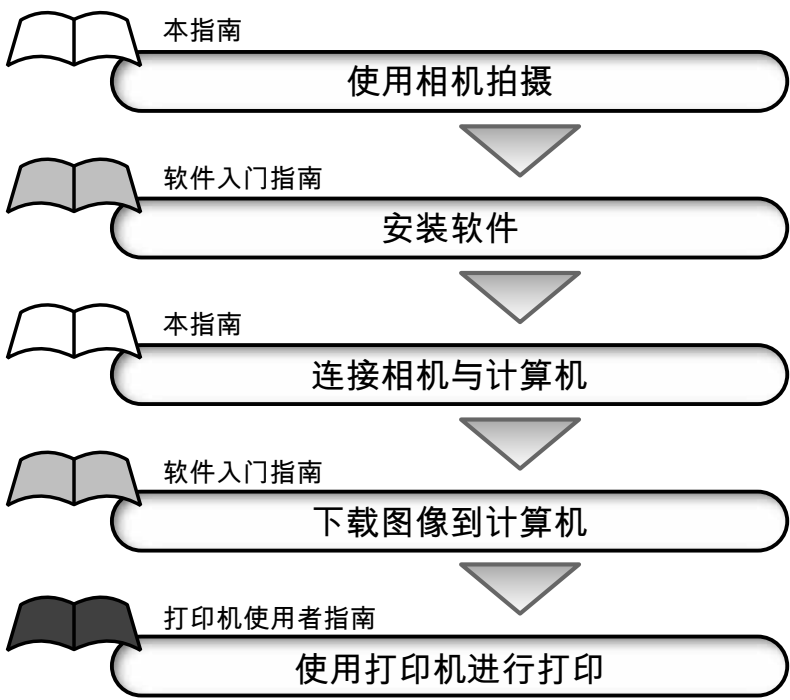 本指南
使用相机拍摄
软件入门指南
安装软件
本指南
连接相机与计算机
软件入门指南
下载图像到计算机
打印机使用者指南
使用打印机进行打印